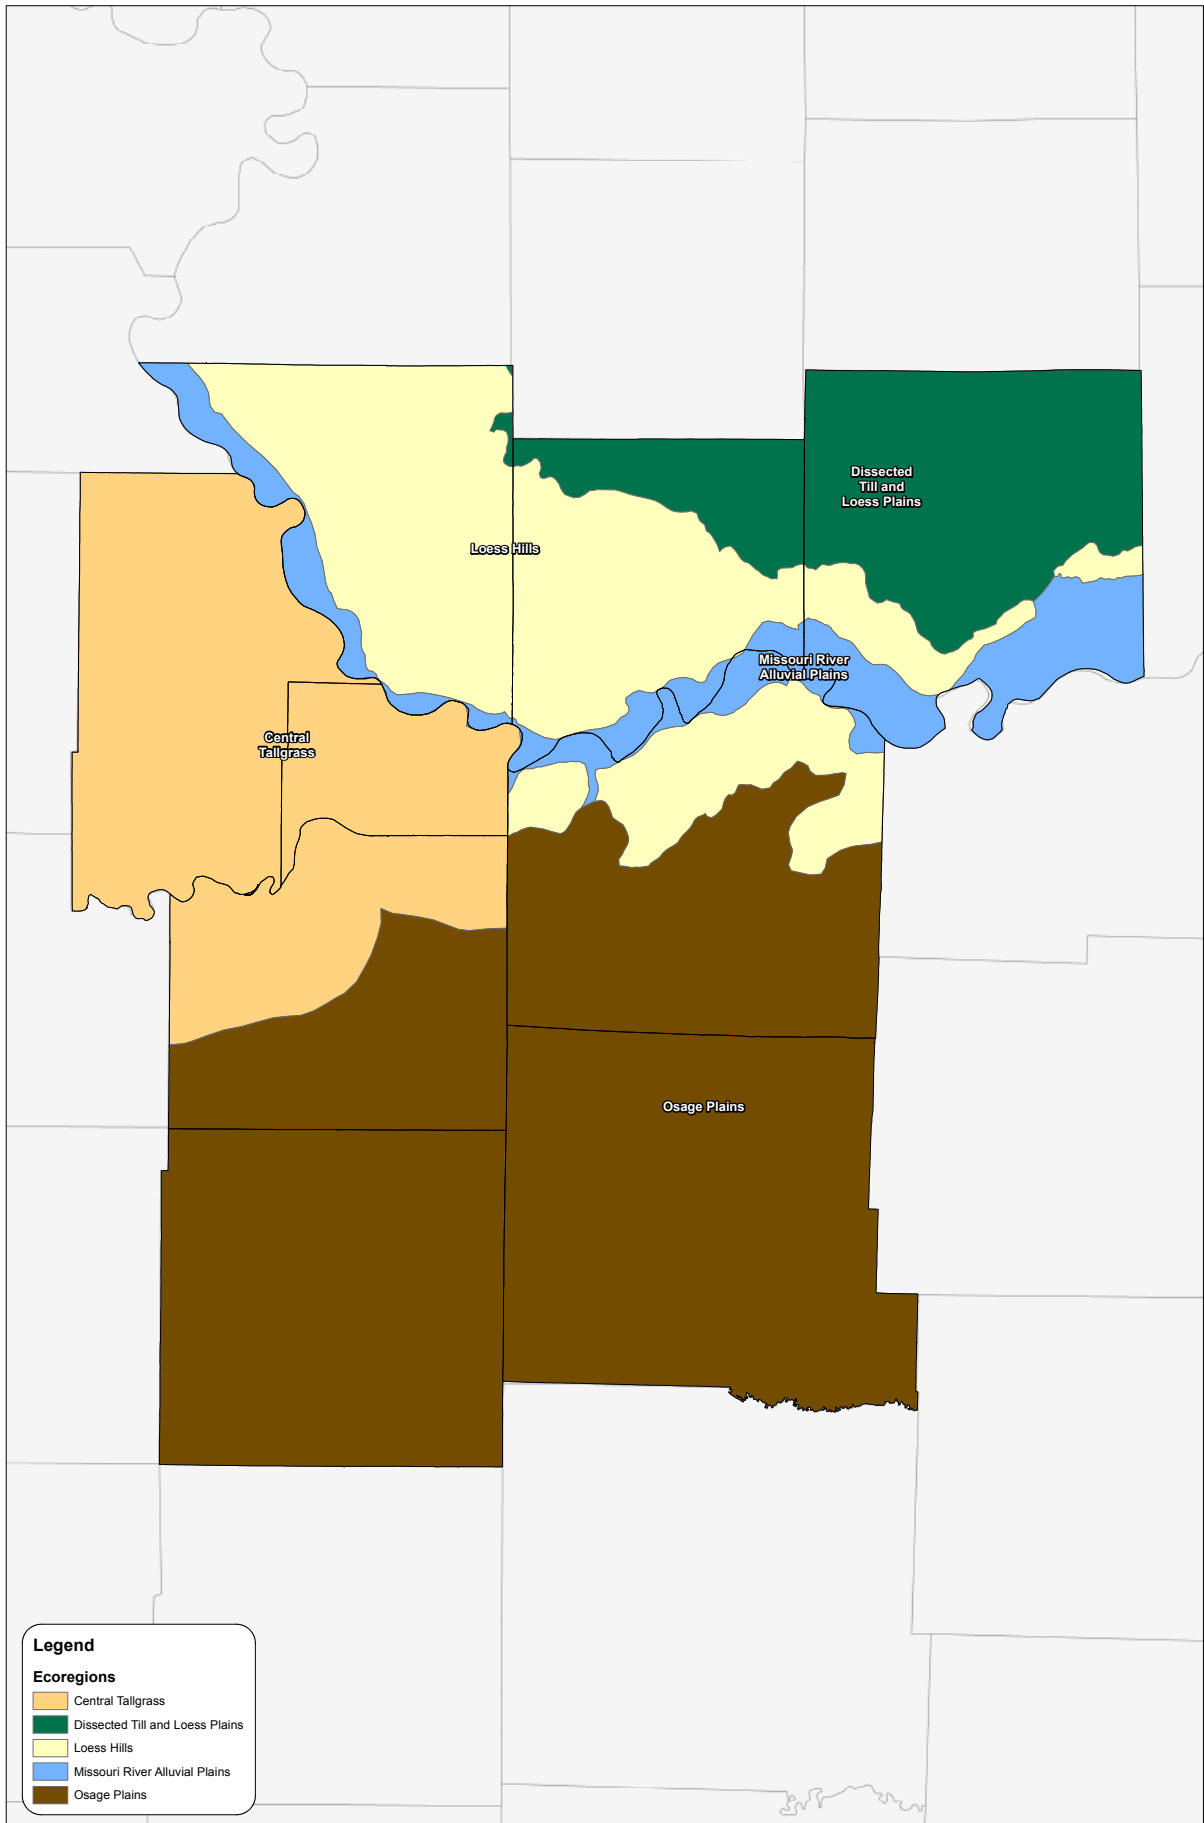 Dissected
Till and
Loess Plains
Loess Hills
Missouri River
Alluvial Plains
Central
Tallgrass
Osage Plains
Legend
Ecoregions
Central Tallgrass
Dissected Till and Loess Plains
Loess Hills
Missouri River Alluvial Plains
Osage Plains